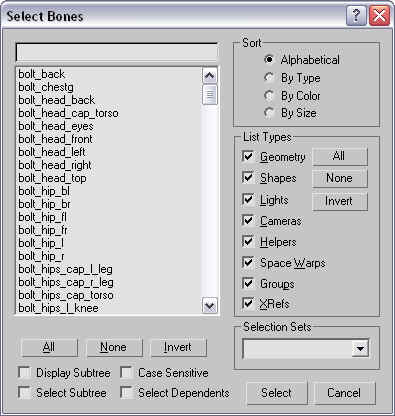 Select Bones
bolt_back
bolt_chestg
bolt_head_back
bolt_head_cap_torso
bolt_head_eyes
bolt_head_front
bolt_head_left
bolt_head_right
bolt_head_top
bolt_hip_bl
bolt_hip_br
bolt_hip_fl
bolt_hip_fr
bolt_hip_l
bolt_hip_r
bolt_hips_cap_l_leg
bolt_hips_cap_r_leg
bolt_hips_cap_torso
bolt_hips_l_knee
All None Invert
Display Subtree Case Sensitive
Select Subtree Select Dependents
Sort
Alphabetical
By Type
By Color
By Size
List Types
Geometry All
Shapes None
Lights Invert
Cameras
Helpers
Space Warps
Groups
XRefs
Selection Sets
Select Cancel